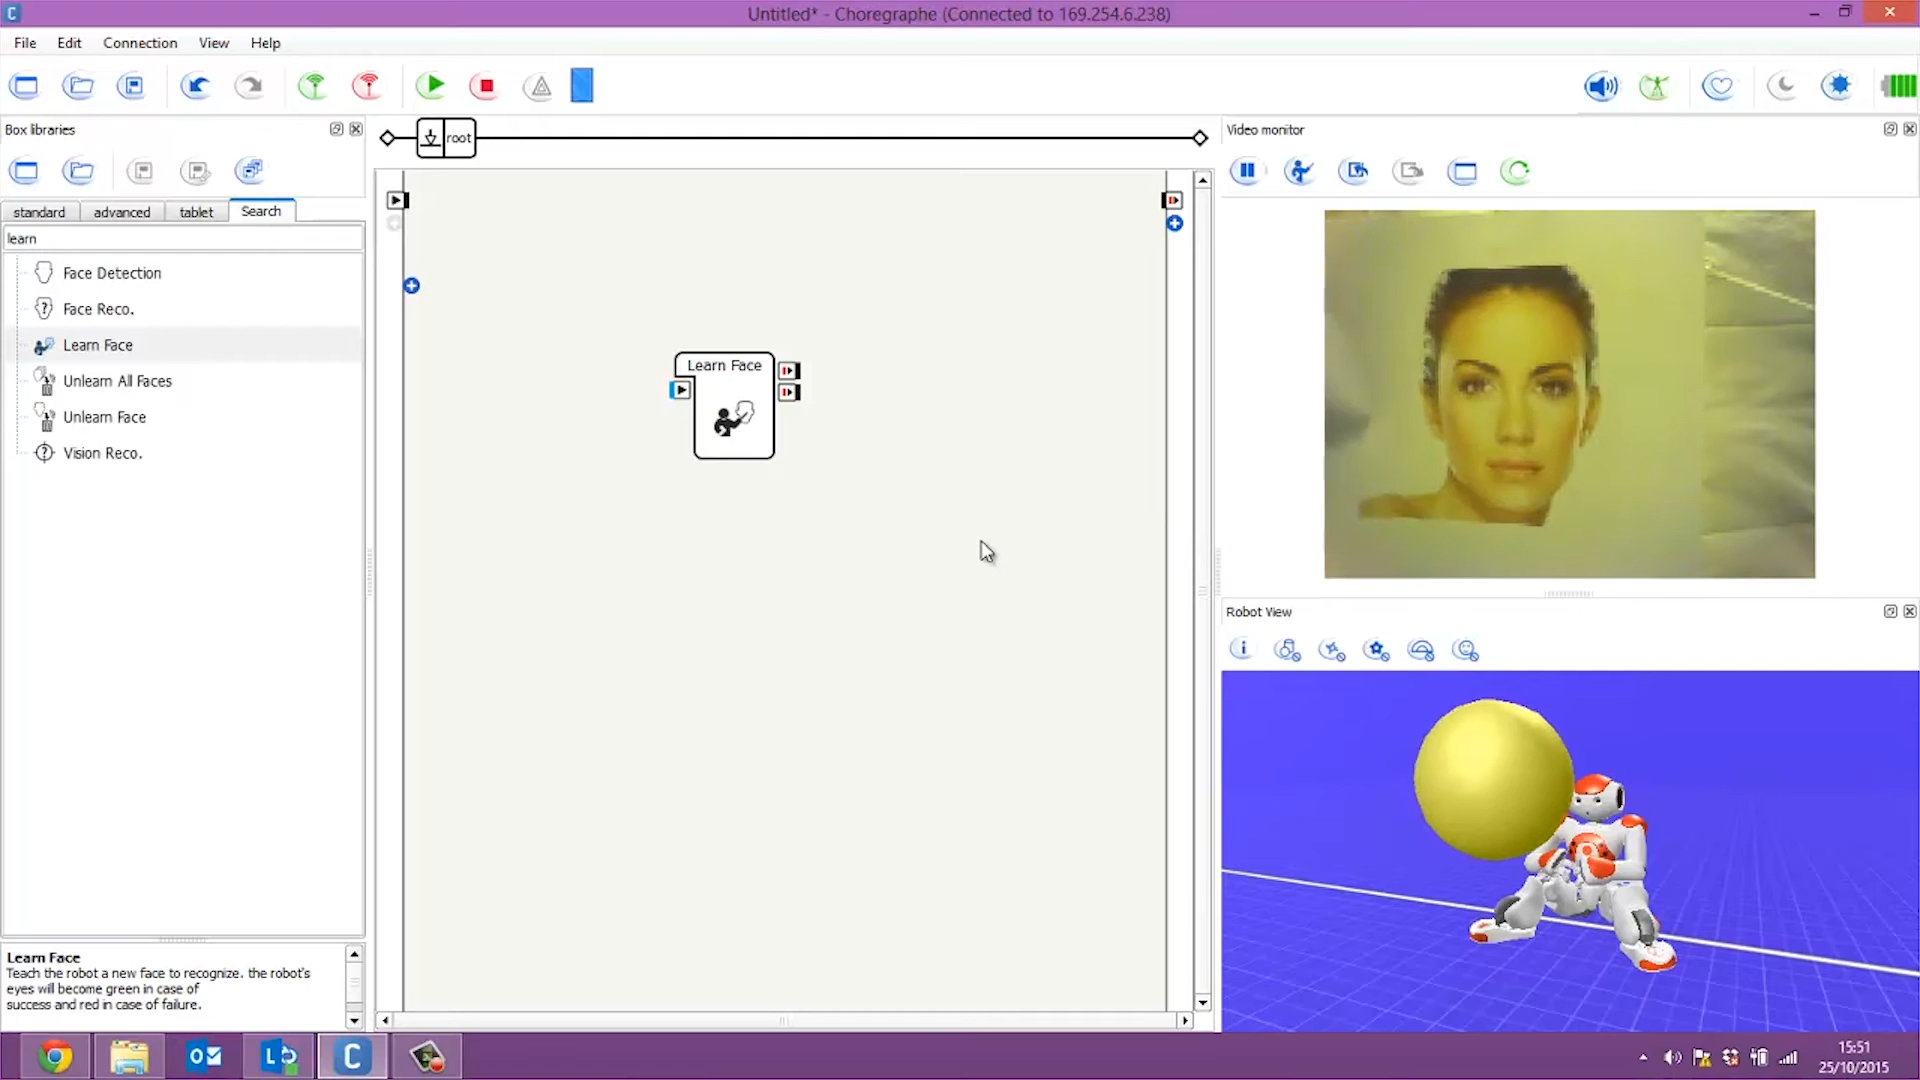 Untitled* - Choregraphe (Connected to 169.254.6.238)
File Edit Connection View Help
Box libraries
standard advanced tablet Search
learn
Face Detection
Face Reco.
Learn Face
Unlearn All Faces
Unlearn Face
Vision Reco.
Learn Face
Teach the robot a new face to recognize. the robot's
eyes will become green in case of
success and red in case of failure.
root
Learn Face
Video monitor
Robot View
15:51
25/10/2015